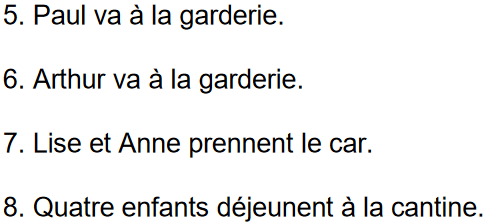 5. Paul va à la garderie.
6. Arthur va à la garderie.
7. Lise et Anne prennent le car.
8. Quatre enfants déjeunent à la cantine.